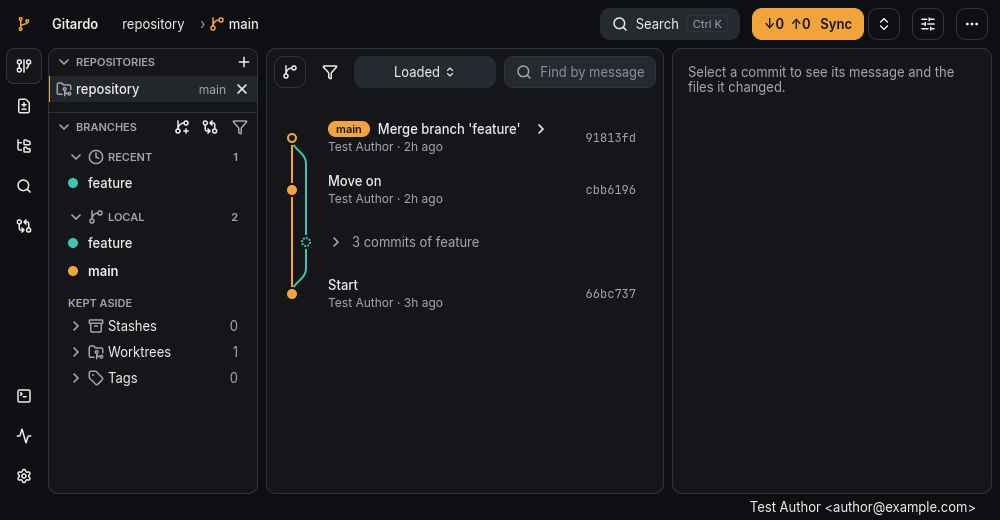 Gitardo repository › main Search Ctrl K ↓0 ↑0 Sync
REPOSITORIES
repository main
BRANCHES
RECENT 1
feature
LOCAL 2
feature
main
KEPT ASIDE
Stashes 0
Worktrees 1
Tags 0
Loaded Find by message
main Merge branch 'feature' 91813fd
Test Author · 2h ago
Move on cbb6196
Test Author · 2h ago
3 commits of feature
Start 66bc737
Test Author · 3h ago
Select a commit to see its message and the
files it changed.
Test Author <author@example.com>